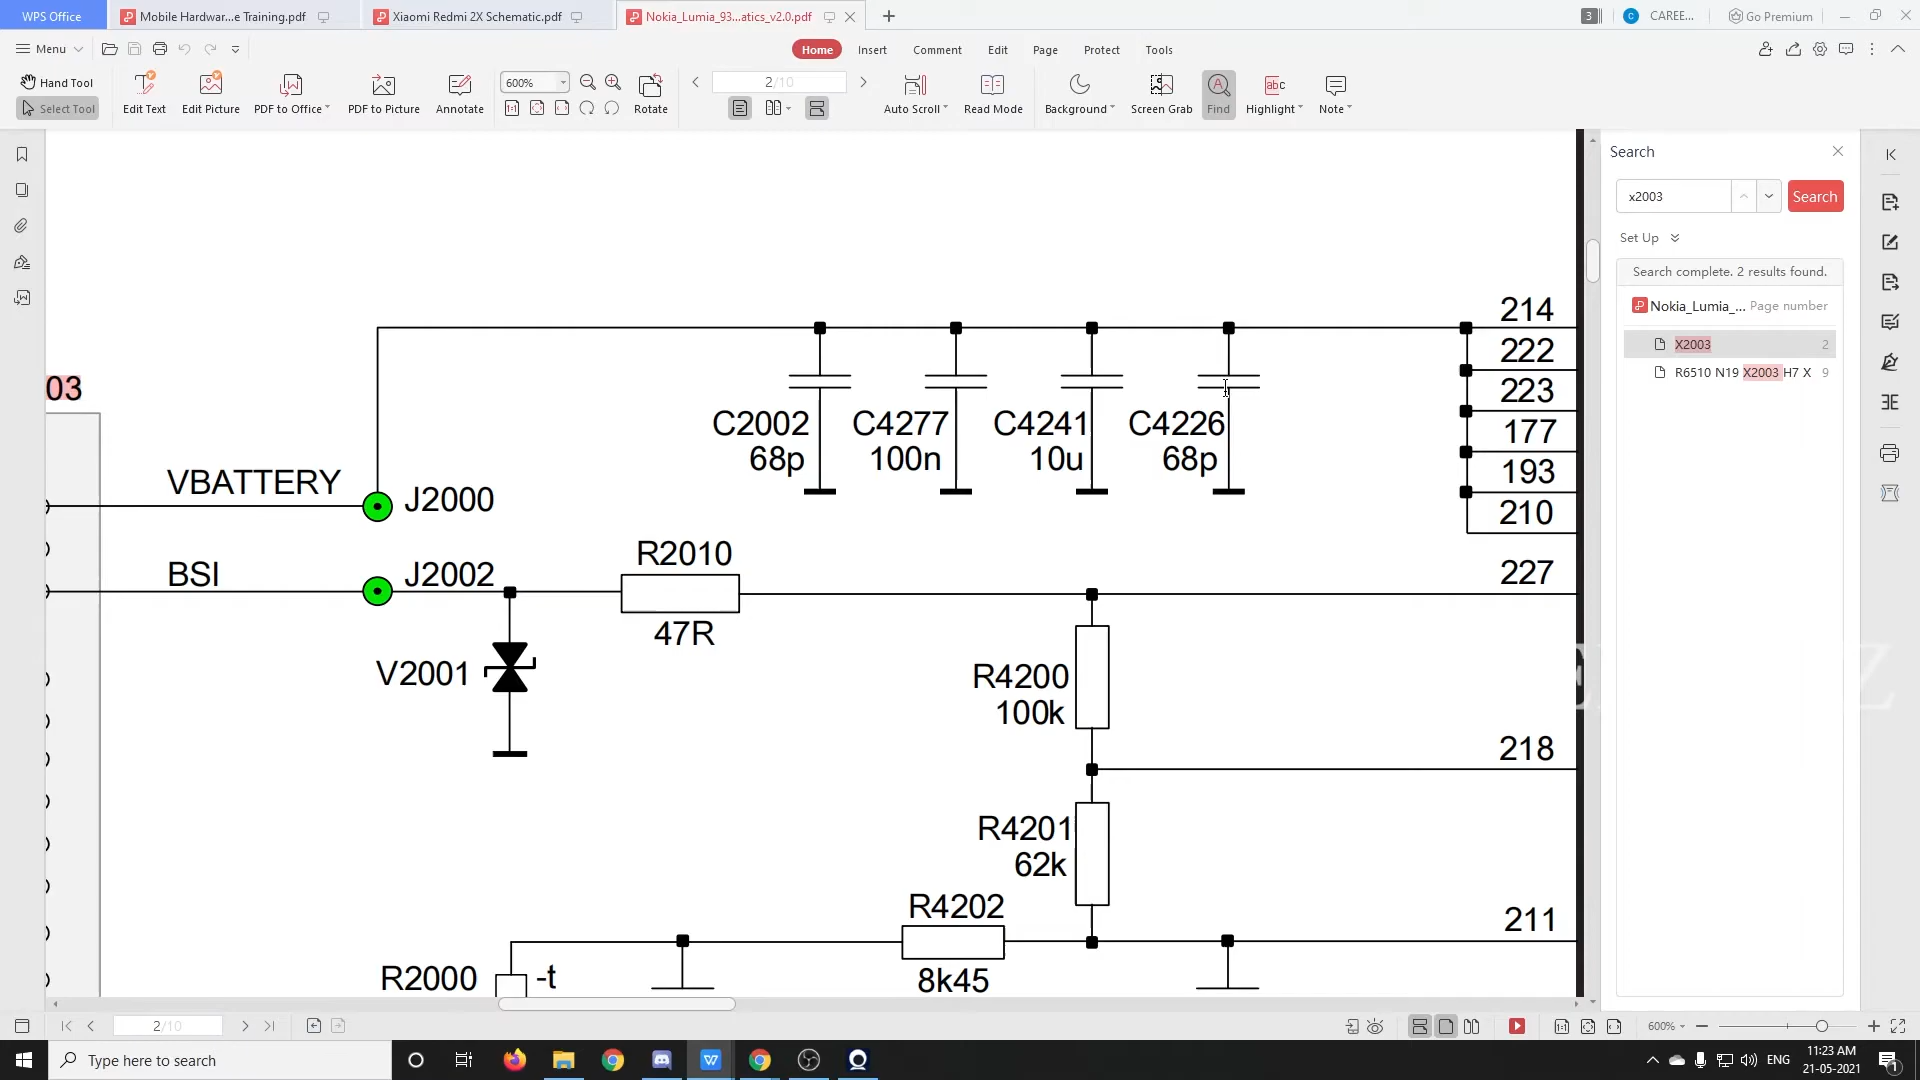 WPS Office
Mobile Hardwar...e Training.pdf
Xiaomi Redmi 2X Schematic.pdf
Nokia_Lumia_93...atics_v2.0.pdf
3
C
CAREE...
Go Premium
Menu
Home
Insert
Comment
Edit
Page
Protect
Tools
Hand Tool
Select Tool
Edit Text
Edit Picture
PDF to Office
PDF to Picture
Annotate
600%
Rotate
2/10
Auto Scroll
Read Mode
Background
Screen Grab
Find
Highlight
Note
Search
x2003
Search
Set Up
Search complete. 2 results found.
Nokia_Lumia_... Page number
X2003 2
R6510 N19 X2003 H7 X 9
03
214
222
223
177
193
210
C2002
68p
C4277
100n
C4241
10u
C4226
68p
VBATTERY
J2000
BSI
J2002
R2010
47R
227
V2001
R4200
100k
218
R4201
62k
R4202
8k45
211
R2000
-t
2/10
600%
Type here to search
ENG
11:23 AM
21-05-2021
1